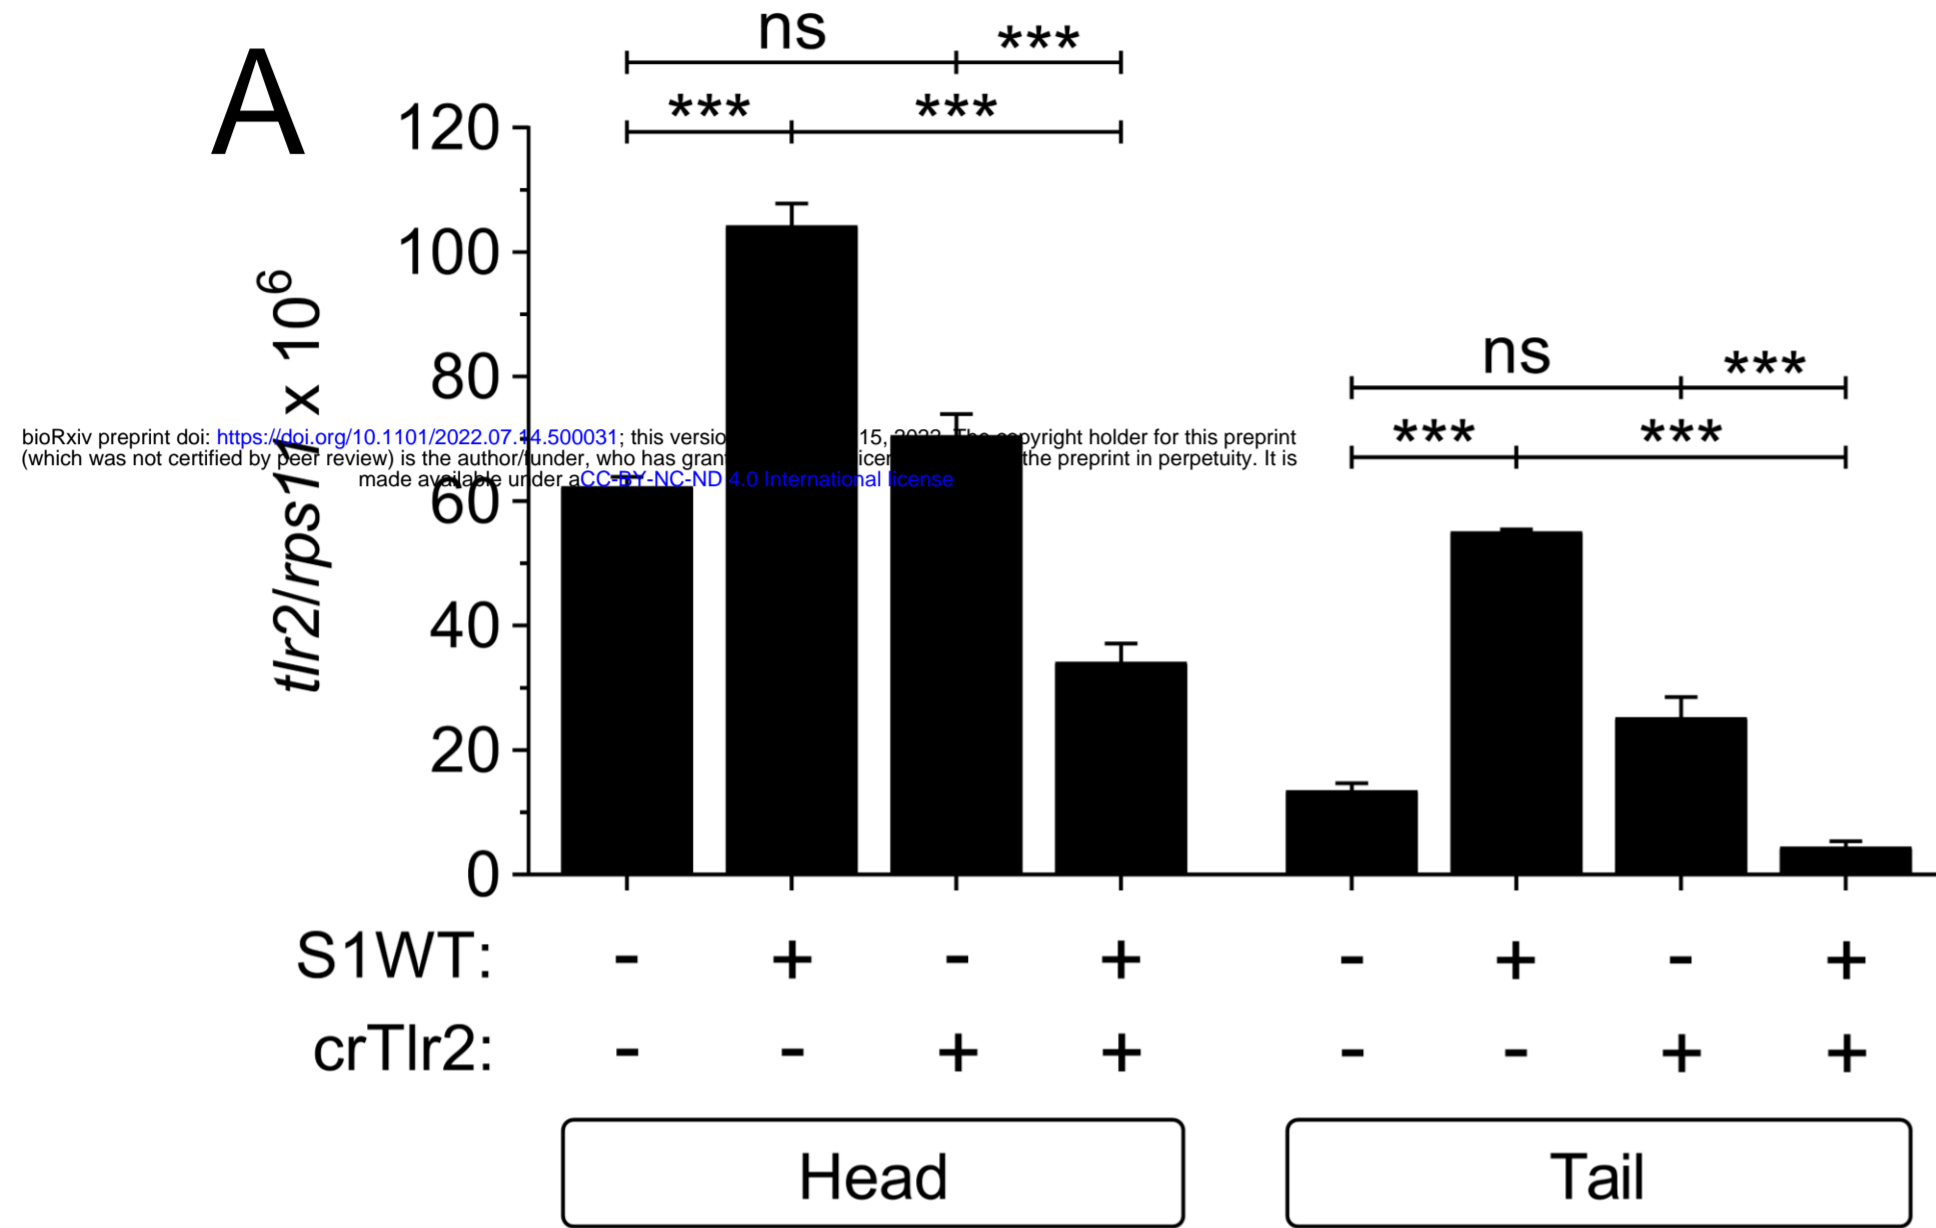 A
ns ***
*** ***
120
100
80
60
40
20
0
tlr2/rps11 x 10⁶
ns ***
*** ***
bioRxiv preprint doi: https://doi.org/10.1101/2022.07.14.500031; this versio 15, 2022. The copyright holder for this preprint
(which was not certified by peer review) is the author/funder, who has gran the preprint in perpetuity. It is
made available under aCC-BY-NC-ND 4.0 International license
S1WT: - + - + - + - +
crTlr2: - - + + - - + +
Head Tail